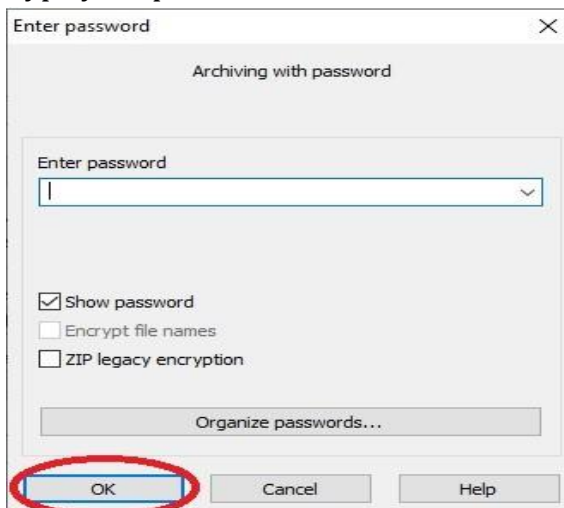 Enter password
Archiving with password
Enter password
Show password
Encrypt file names
ZIP legacy encryption
Organize passwords...
OK Cancel Help